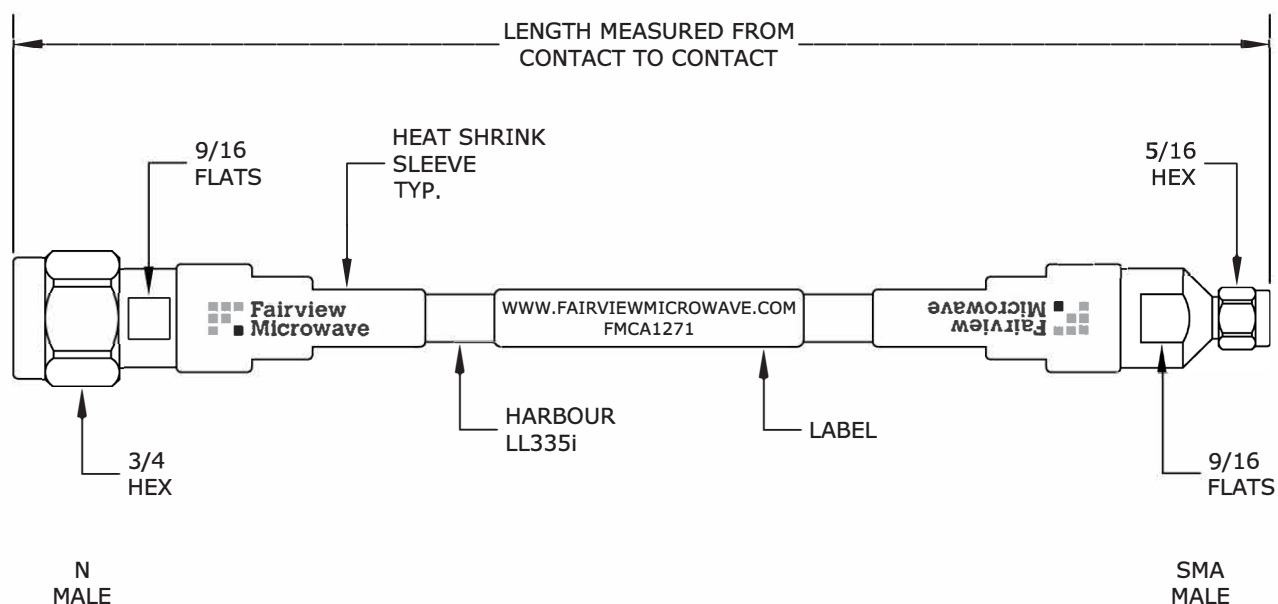 LENGTH MEASURED FROM
CONTACT TO CONTACT
9/16
FLATS
HEAT SHRINK
SLEEVE
TYP.
5/16
HEX
Fairview
Microwave
WWW.FAIRVIEWMICROWAVE.COM
FMCA1271
Fairview
Microwave
HARBOUR
LL335i
LABEL
3/4
HEX
9/16
FLATS
N
MALE
SMA
MALE